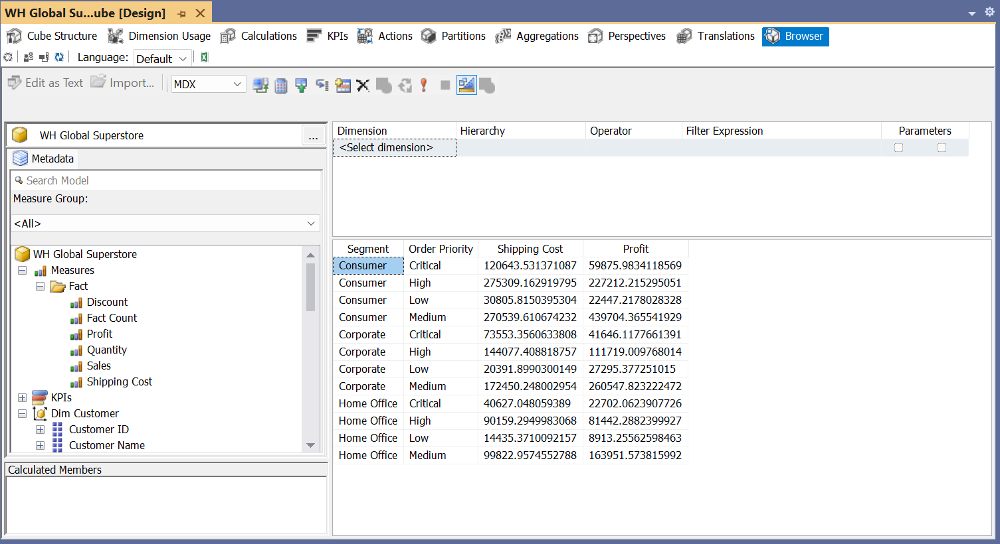 WH Global Su...ube [Design]
Cube Structure Dimension Usage Calculations KPIs Actions Partitions Aggregations Perspectives Translations Browser
Language: Default
Edit as Text Import... MDX
WH Global Superstore ...
Metadata
Search Model
Measure Group:
<All>
WH Global Superstore
Measures
Fact
Discount
Fact Count
Profit
Quantity
Sales
Shipping Cost
KPIs
Dim Customer
Customer ID
Customer Name
Calculated Members
Dimension Hierarchy Operator Filter Expression Parameters
<Select dimension>
Segment Order Priority Shipping Cost Profit
Consumer Critical 120643.531371087 59875.9834118569
Consumer High 275309.162919795 227212.215295051
Consumer Low 30805.8150395304 22447.2178028328
Consumer Medium 270539.610674232 439704.365541929
Corporate Critical 73553.3560633808 41646.1177661391
Corporate High 144077.408818757 111719.009768014
Corporate Low 20391.8990300149 27295.377251015
Corporate Medium 172450.248002954 260547.823222472
Home Office Critical 40627.048059389 22702.0623907726
Home Office High 90159.2949983068 81442.2882399927
Home Office Low 14435.3710092157 8913.25562598463
Home Office Medium 99822.9574552788 163951.573815992